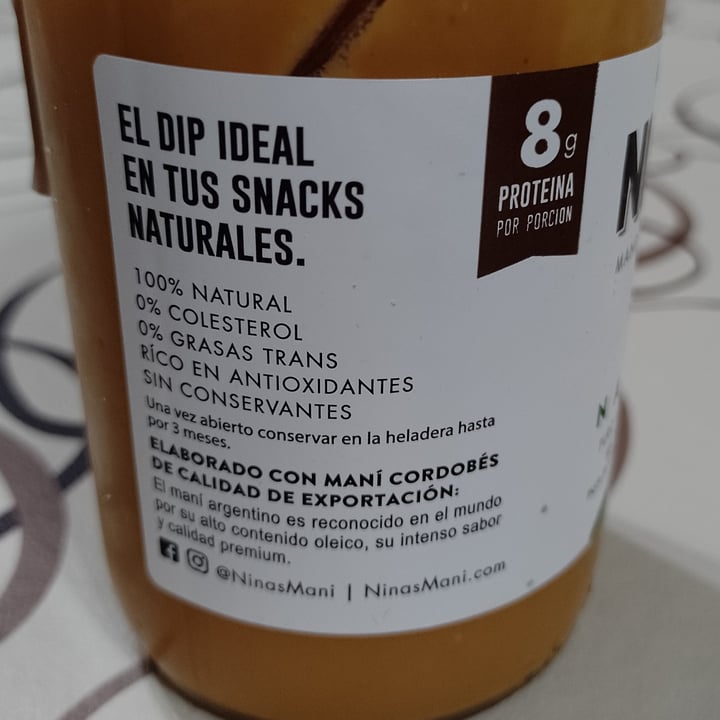 EL DIP IDEAL
EN TUS SNACKS
NATURALES.
100% NATURAL
0% COLESTEROL
0% GRASAS TRANS
RÍCO EN ANTIOXIDANTES
SIN CONSERVANTES
Una vez abierto conservar en la heladera hasta
por 3 meses.
ELABORADO CON MANÍ CORDOBÉS
DE CALIDAD DE EXPORTACIÓN:
El maní argentino es reconocido en el mundo
por su alto contenido oleico, su intenso sabor
y calidad premium.
@NinasMani | NinasMani.com
8g
PROTEINA
POR PORCION